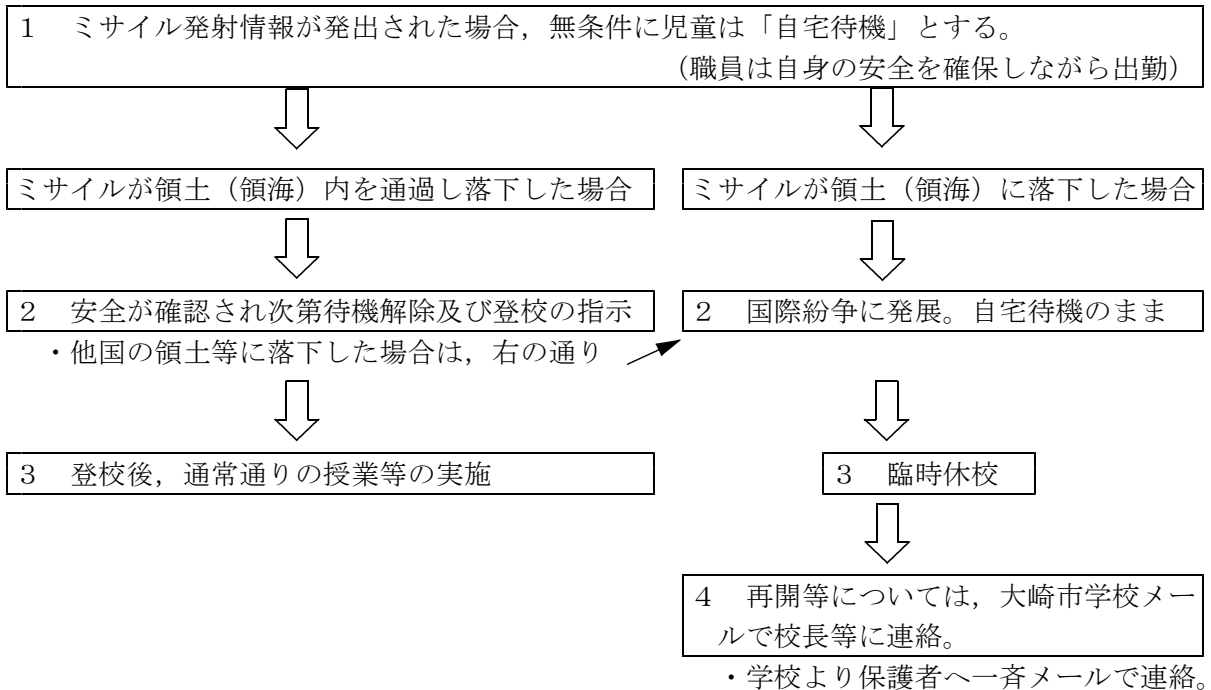 １　ミサイル発射情報が発出された場合，無条件に児童は「自宅待機」とする。
（職員は自身の安全を確保しながら出勤）
ミサイルが領土（領海）内を通過し落下した場合
ミサイルが領土（領海）に落下した場合
２　安全が確認され次第待機解除及び登校の指示
２　国際紛争に発展。自宅待機のまま
・他国の領土等に落下した場合は，右の通り
３　登校後，通常通りの授業等の実施
３　臨時休校
４　再開等については，大崎市学校メー
ルで校長等に連絡。
・学校より保護者へ一斉メールで連絡。